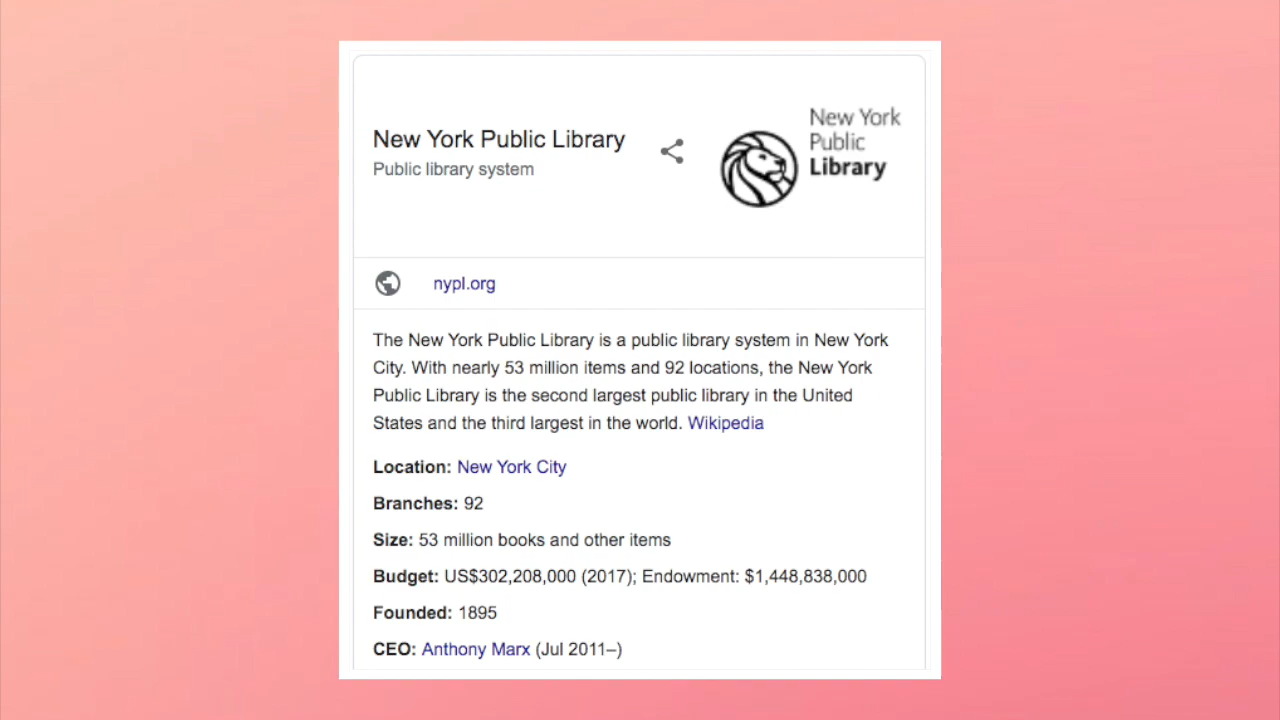 New York Public Library
Public library system
New York
Public
Library
nypl.org
The New York Public Library is a public library system in New York
City. With nearly 53 million items and 92 locations, the New York
Public Library is the second largest public library in the United
States and the third largest in the world. Wikipedia
Location: New York City
Branches: 92
Size: 53 million books and other items
Budget: US$302,208,000 (2017); Endowment: $1,448,838,000
Founded: 1895
CEO: Anthony Marx (Jul 2011–)